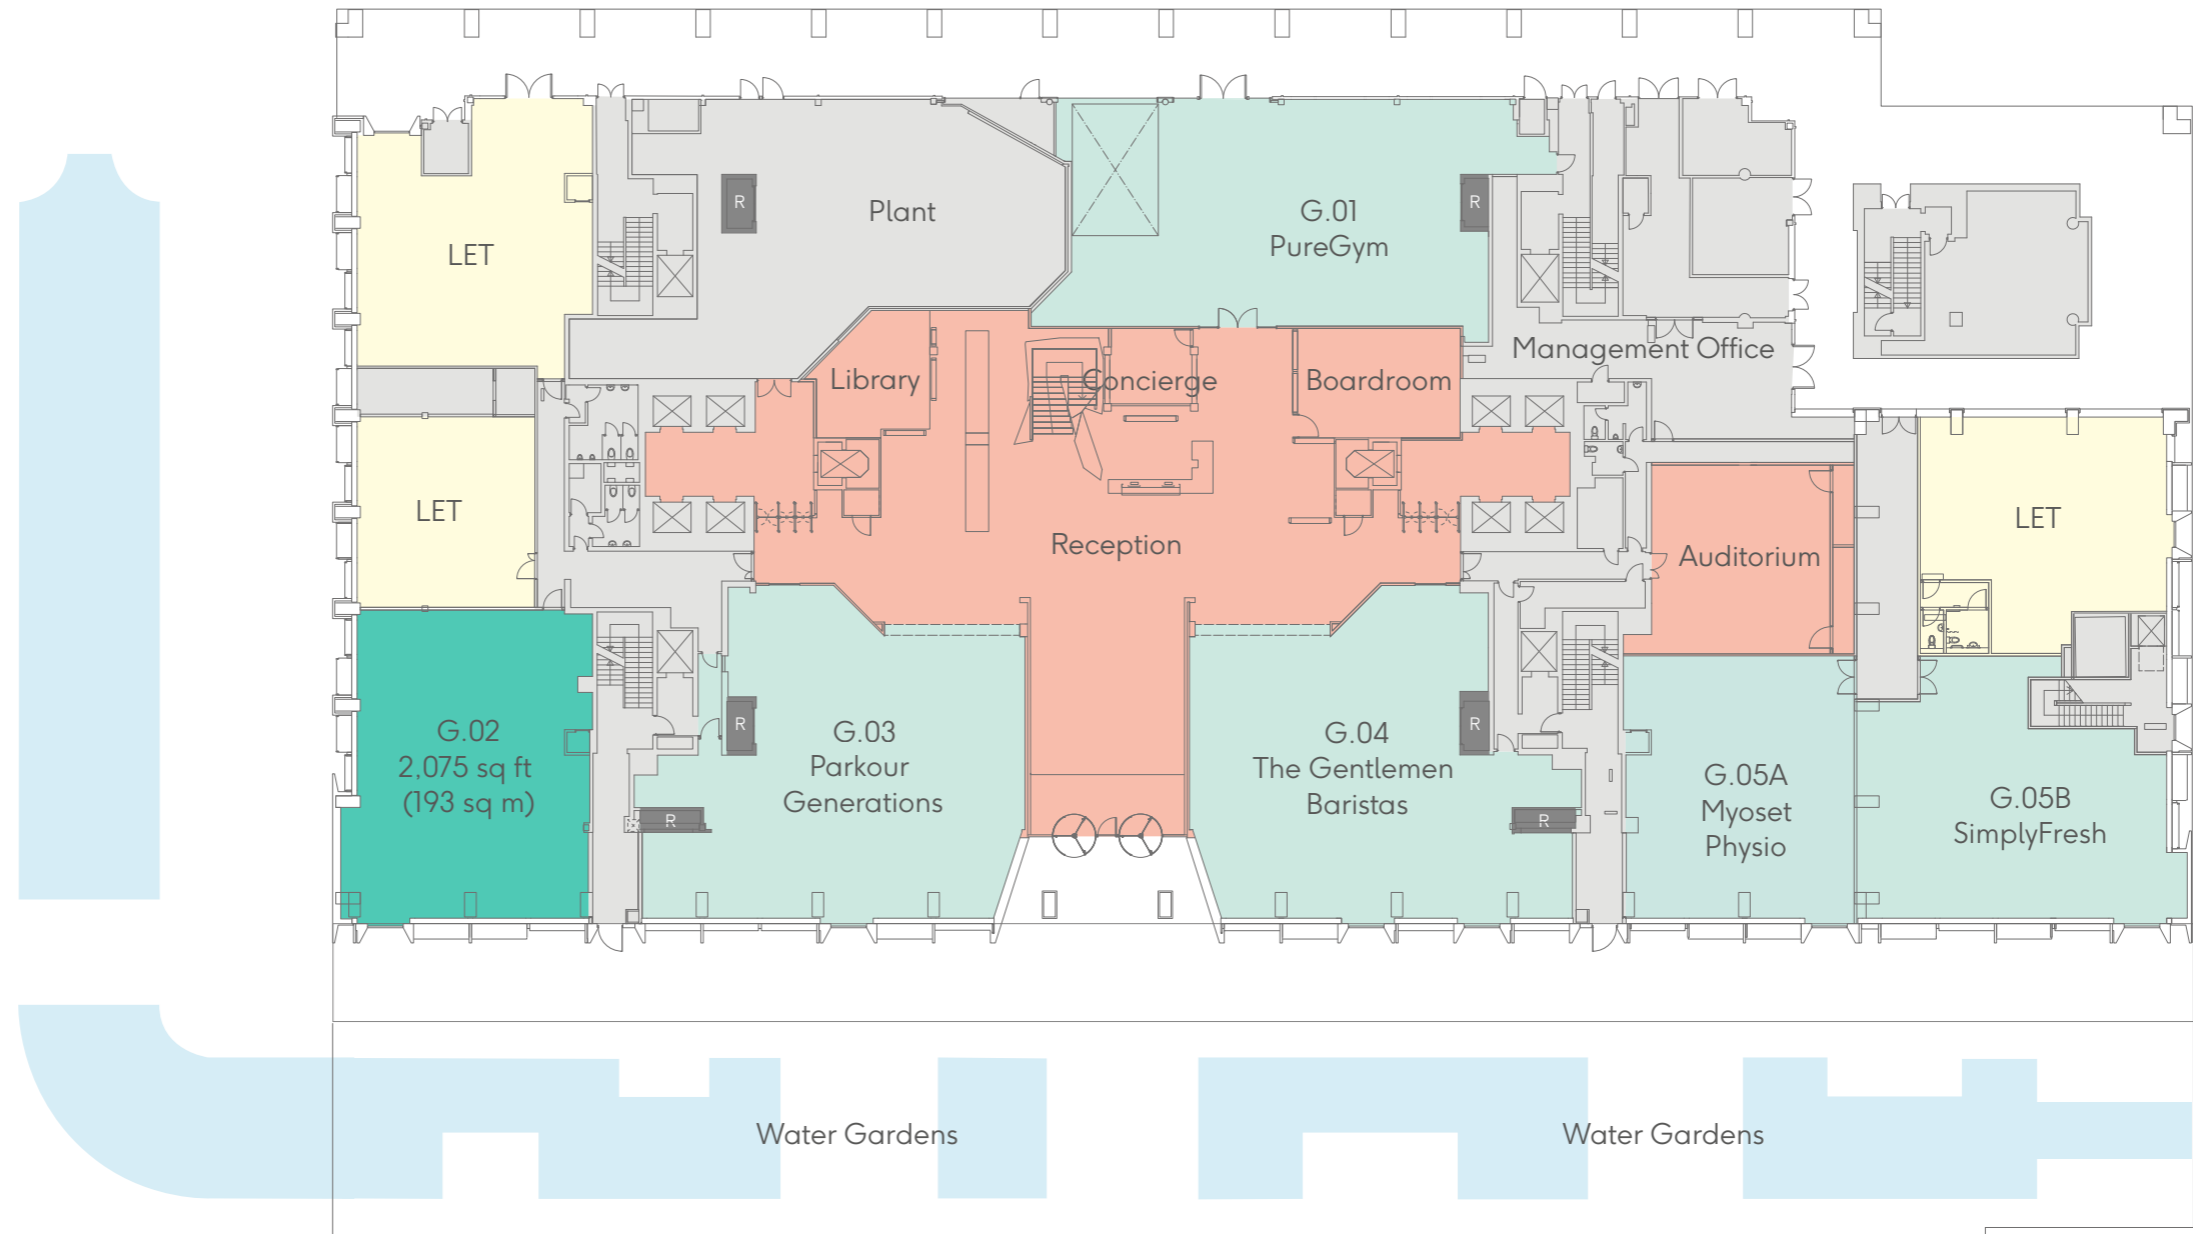 R
Plant
G.01
PureGym
R
LET
Management Office
Library
Concierge
Boardroom
LET
Reception
Auditorium
LET
G.02
2,075 sq ft
(193 sq m)
R
G.03
Parkour
Generations
R
G.04
The Gentlemen
Baristas
R
R
G.05A
Myoset
Physio
G.05B
SimplyFresh
Water Gardens
Water Gardens